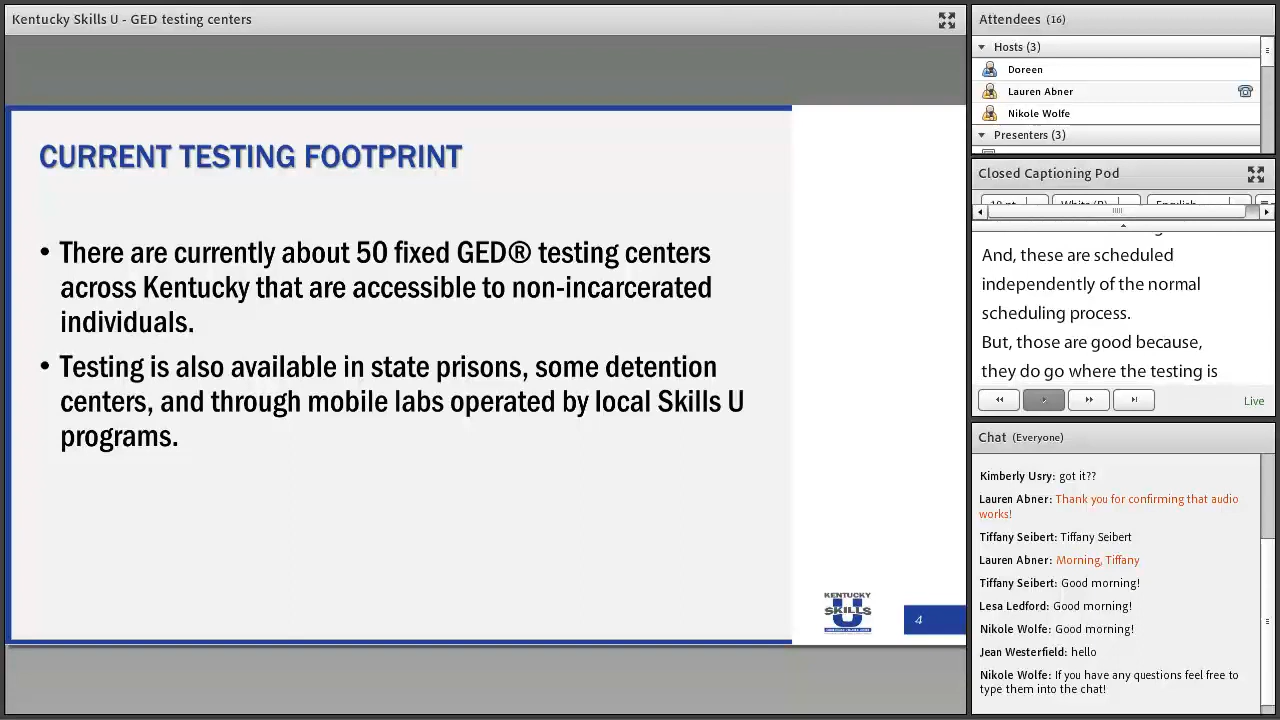 Kentucky Skills U - GED testing centers
CURRENT TESTING FOOTPRINT
• There are currently about 50 fixed GED® testing centers
across Kentucky that are accessible to non-incarcerated
individuals.
• Testing is also available in state prisons, some detention
centers, and through mobile labs operated by local Skills U
programs.
KENTUCKY
SKILLS
U
4
Attendees (16)
Hosts (3)
Doreen
Lauren Abner
Nikole Wolfe
Presenters (3)
Closed Captioning Pod
And, these are scheduled
independently of the normal
scheduling process.
But, those are good because,
they do go where the testing is
Live
Chat (Everyone)
Kimberly Usry: got it??
Lauren Abner: Thank you for confirming that audio
works!
Tiffany Seibert: Tiffany Seibert
Lauren Abner: Morning, Tiffany
Tiffany Seibert: Good morning!
Lesa Ledford: Good morning!
Nikole Wolfe: Good morning!
Jean Westerfield: hello
Nikole Wolfe: If you have any questions feel free to
type them into the chat!